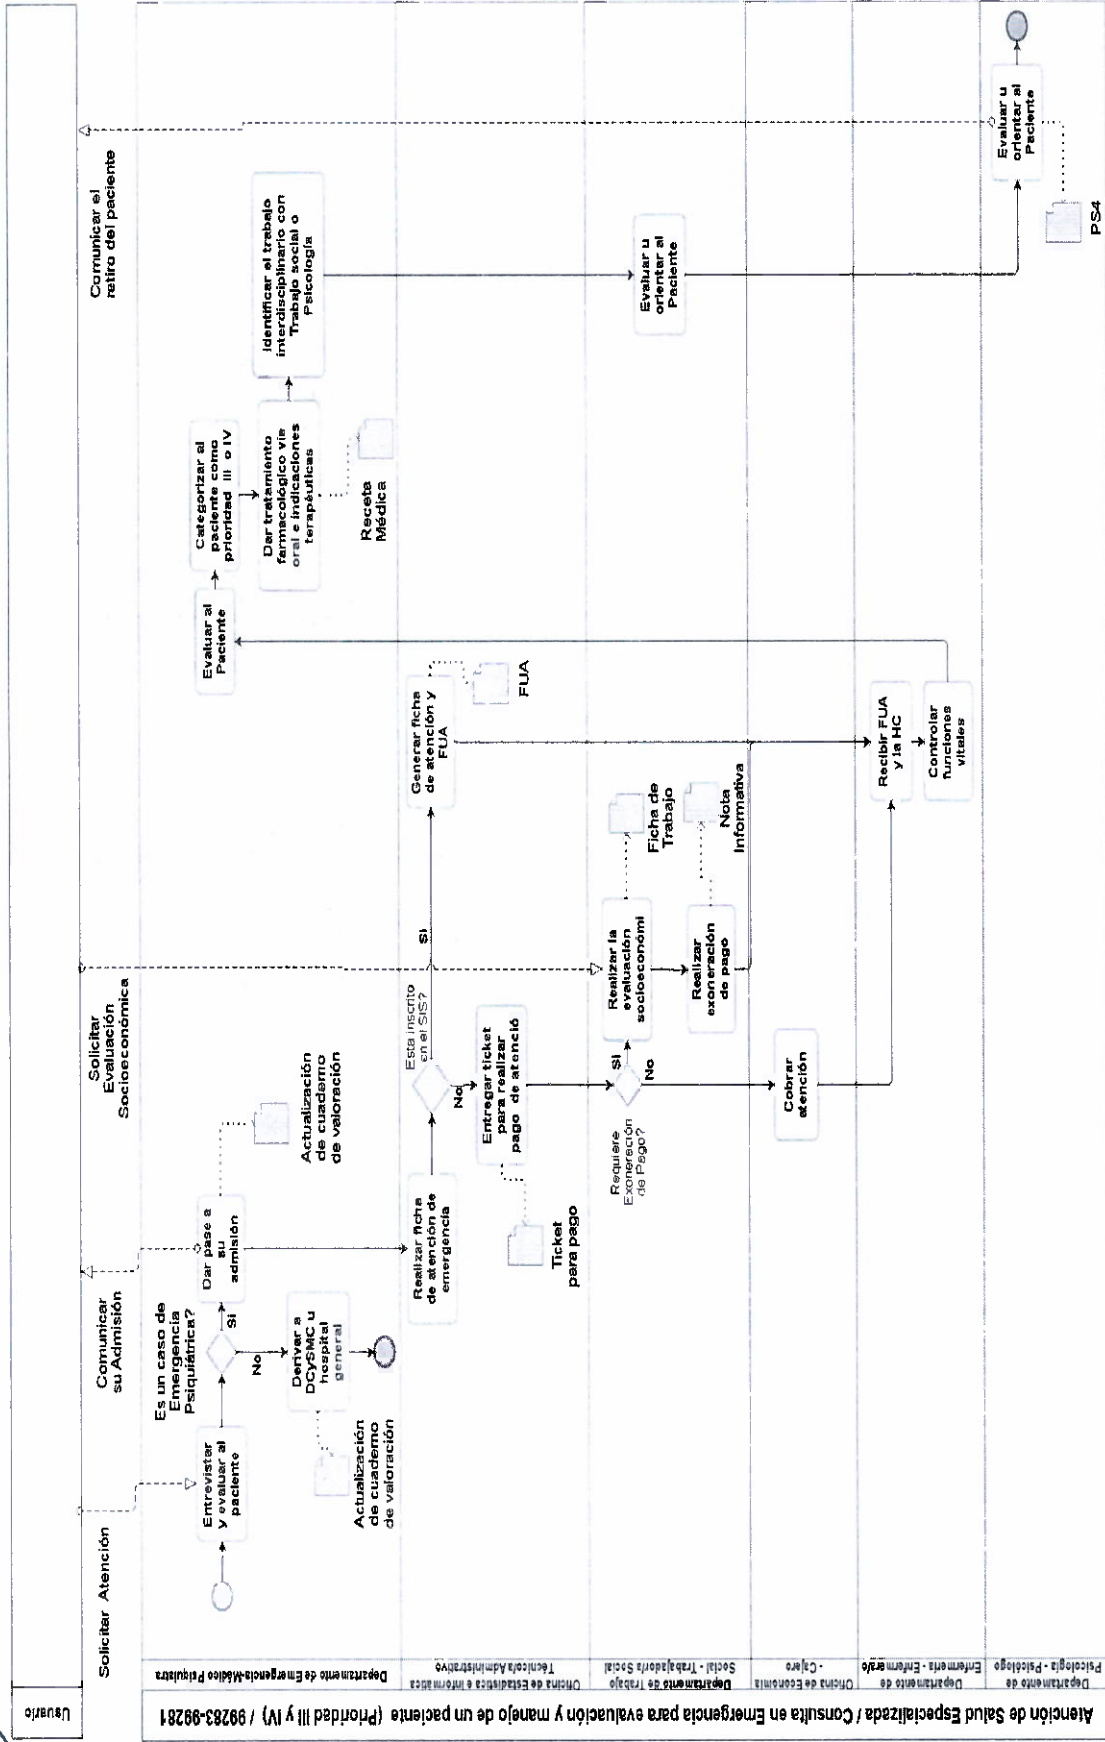 Usuario
Atención de Salud Especializada / Consulta en Emergencia para evaluación y manejo de un paciente (Prioridad III y IV) / 99283-99281
Solicitar Atención
Comunicar
su Admisión
Solicitar
Evaluación
Socioeconómica
Comunicar el
retiro del paciente
Departamento de Emergencia-Médico Psiquiatra
Entrevistar
y evaluar al
paciente
Es un caso de
Emergencia
Psiquiátrica?
Si
No
Dar pase a
su
admisión
Actualización
de cuaderno
de valoración
Derivar a
DCySMC u
hospital
general
Actualización
de cuaderno
de valoración
Evaluar al
Paciente
Categorizar al
paciente como
prioridad III o IV
Dar tratamiento
farmacológico vía
oral e indicaciones
terapéuticas
Receta
Médica
Identificar el trabajo
interdisciplinario con
Trabajo social o
Psicología
Oficina de Estadística e Informática
Técnico/a Administrativo
Realizar ficha
de atención de
emergencia
Esta inscrito
en el SIS?
SI
No
Generar ficha
de atención y
FUA
FUA
Entregar ticket
para realizar
pago de atenció
Ticket
para pago
Departamento de Trabajo
Social - Trabajador/a Social
Requiere
Exoneración
de Pago?
SI
No
Realizar la
evaluación
socioeconómi
Ficha de
Trabajo
Realizar
exoneración
de pago
Nota
Informativa
Evaluar u
orientar al
Paciente
Oficina de Economía
- Cajero
Cobrar
atención
Departamento de
Enfermería - Enfermera/o
Recibir FUA
y la HC
Controlar
funciones
vitales
Departamento de
Psicología - Psicólogo
Evaluar u
orientar al
Paciente
PS4